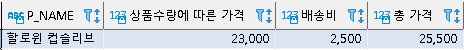 ABC P_NAME 123 상품수량에 따른 가격 123 배송비 123 총 가격
할로윈 컵슬리브 23,000 2,500 25,500